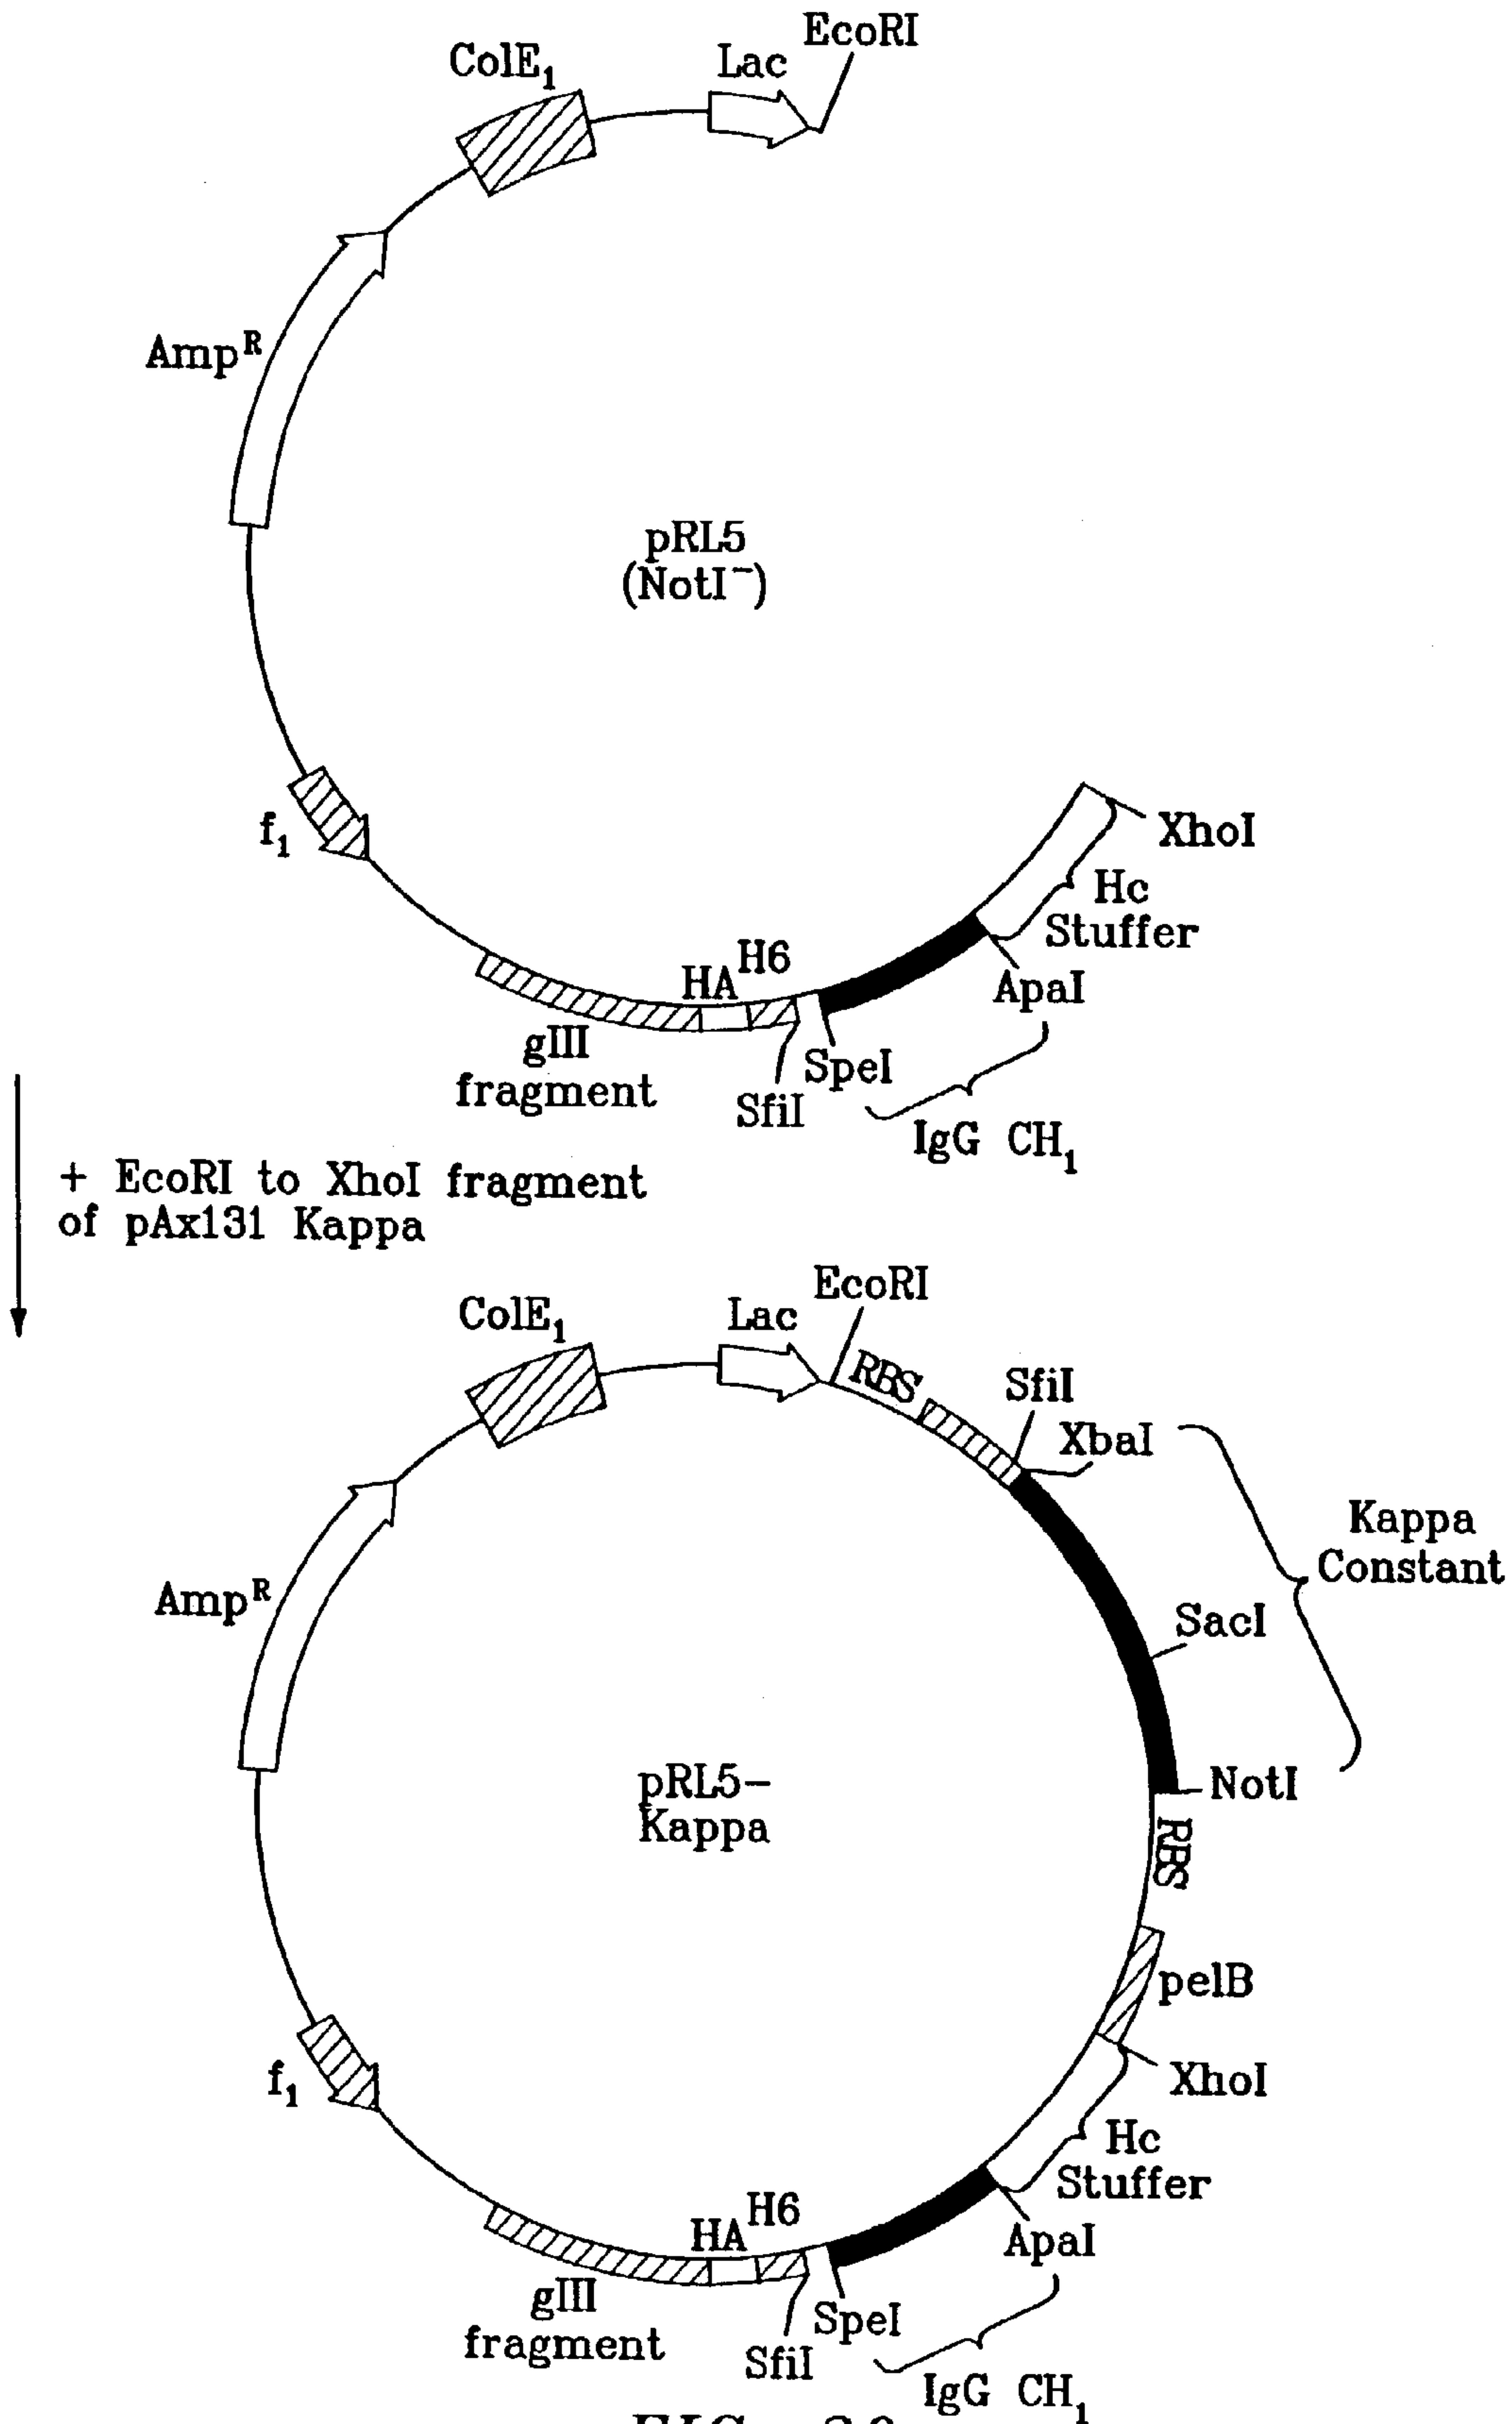 EcoRI
ColE1
Lac
AmpR
pRL5
(NotI⁻)
XhoI
f1
Hc
Stuffer
H6
HA
ApaI
gIII
fragment
SpeI
SfiI
IgG CH1
+ EcoRI to XhoI fragment
of pAx131 Kappa
EcoRI
ColE1
Lac
RBS
SfiI
XbaI
Kappa
Constant
AmpR
SacI
pRL5-
Kappa
NotI
RBS
pelB
XhoI
f1
Hc
Stuffer
H6
HA
ApaI
gIII
fragment
SpeI
SfiI
IgG CH1